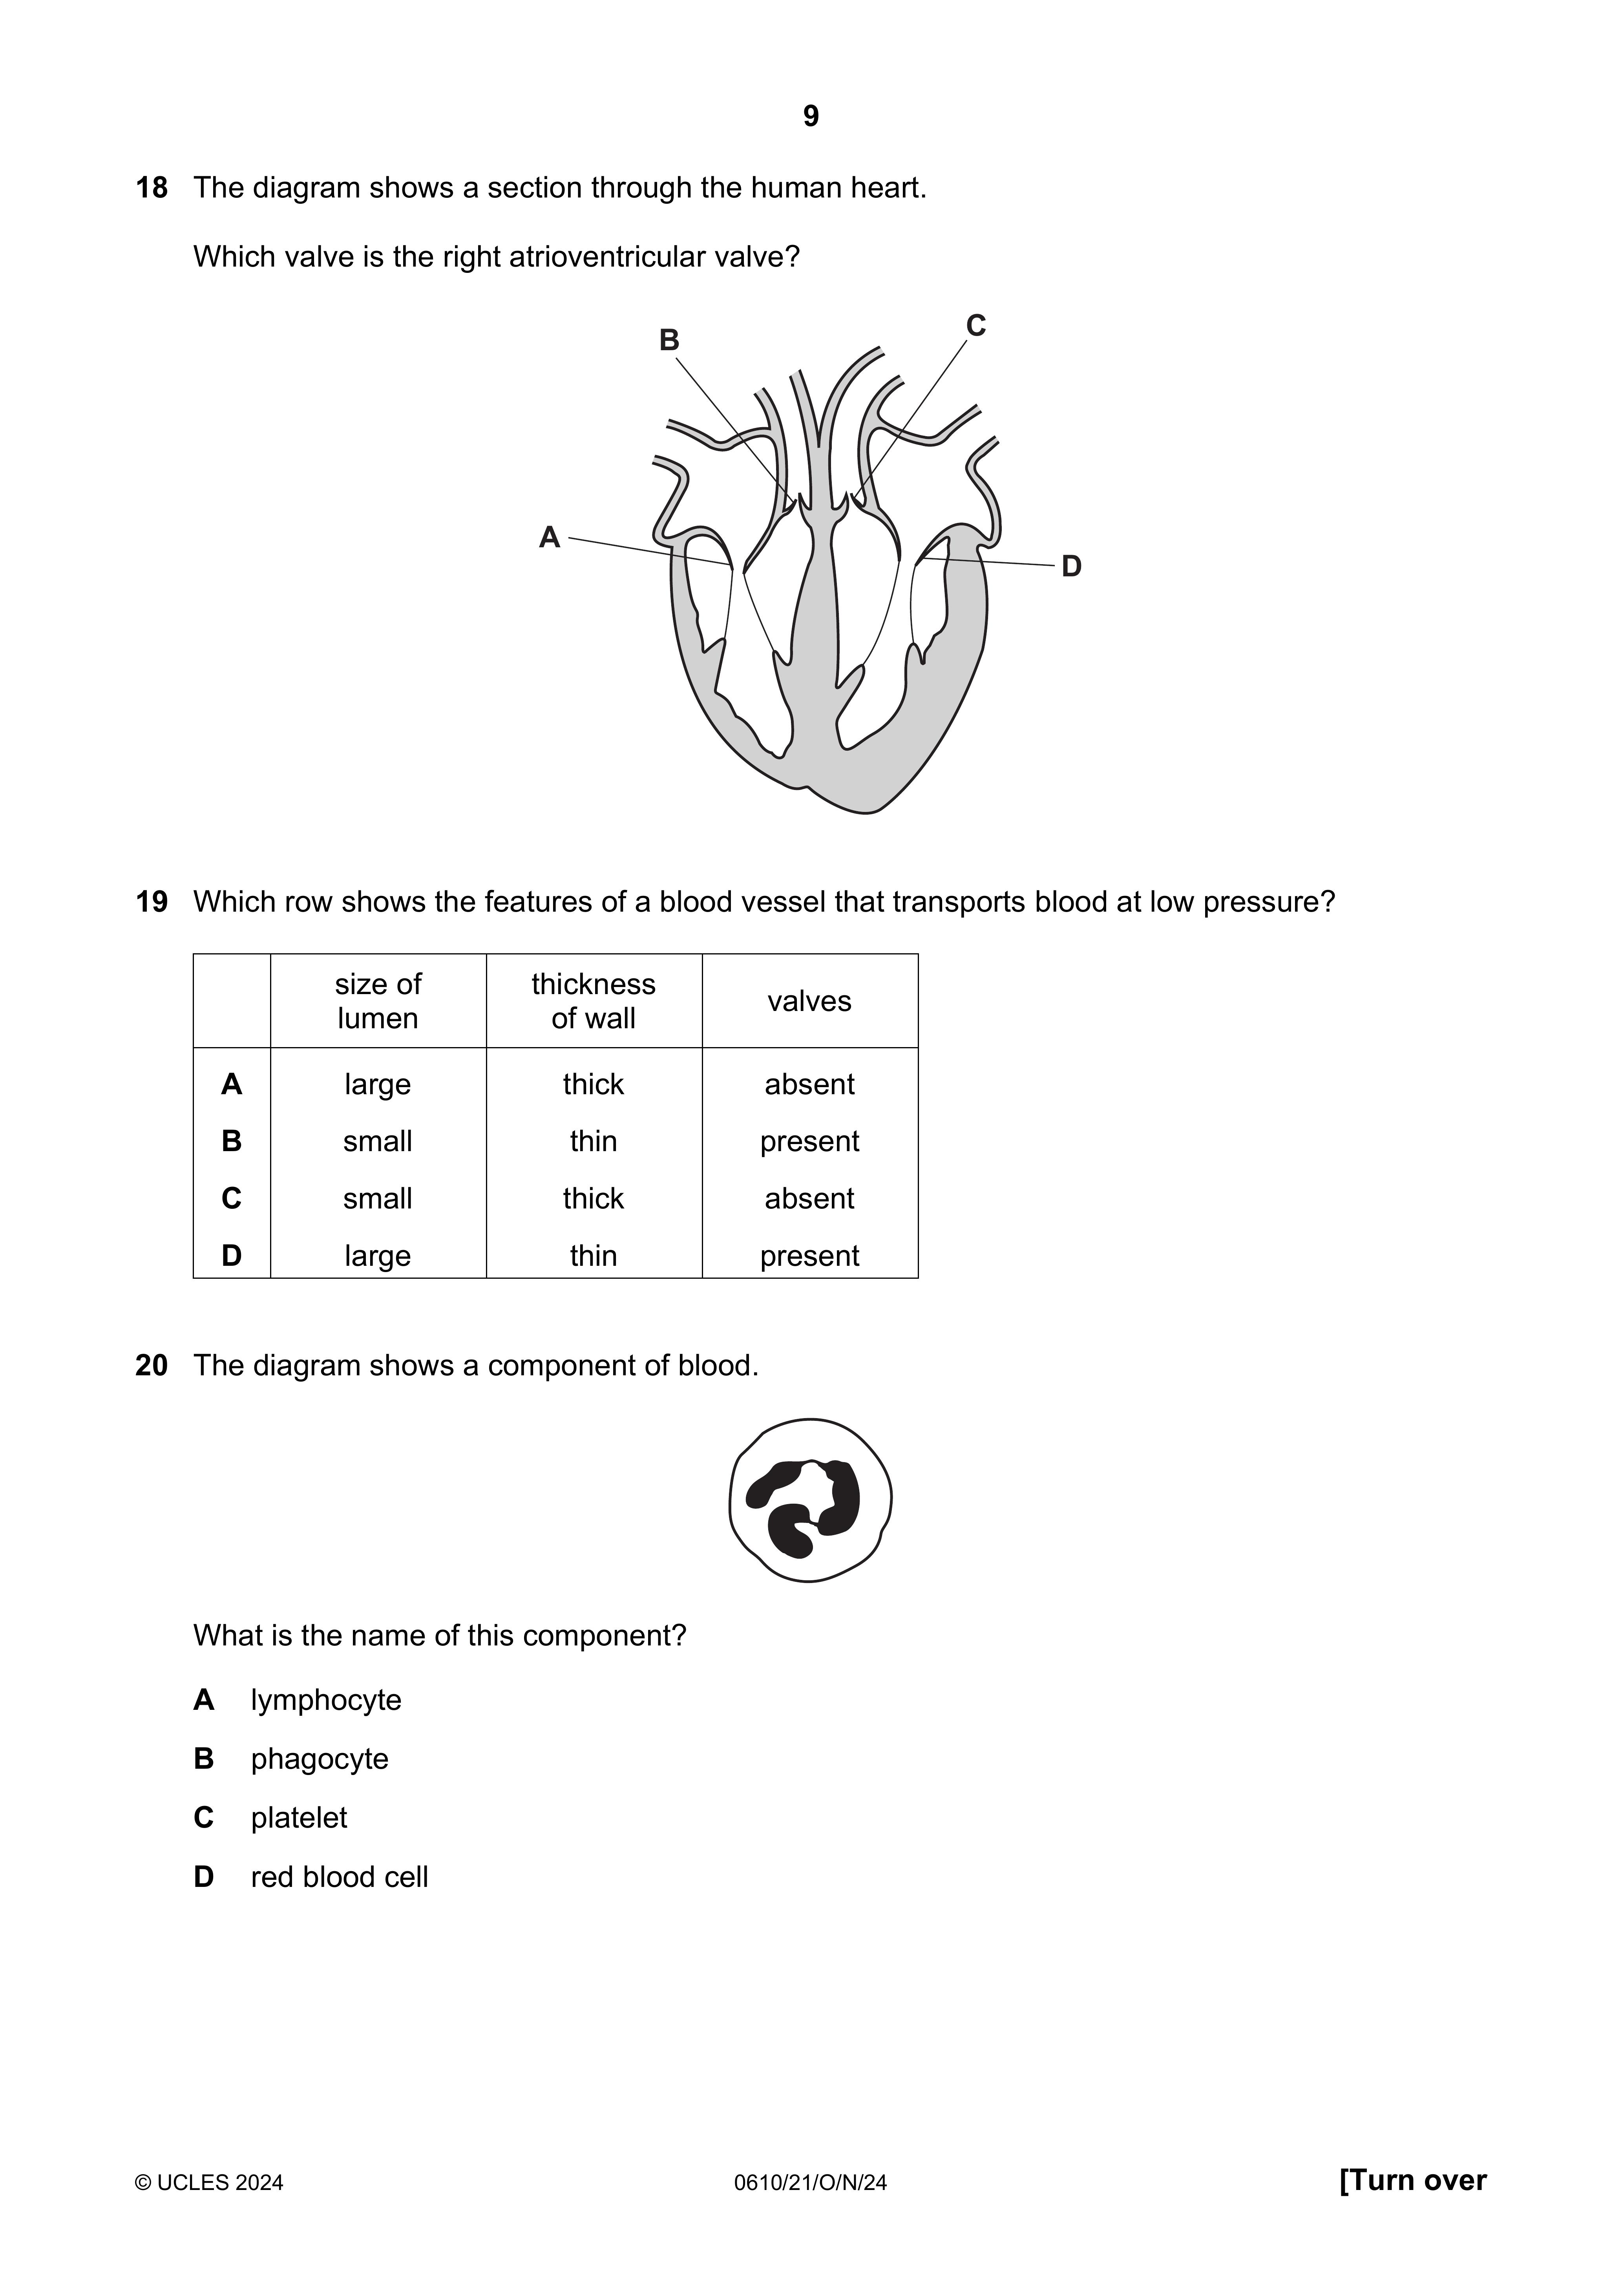 9
18 The diagram shows a section through the human heart.
Which valve is the right atrioventricular valve?
B
C
A
D
19 Which row shows the features of a blood vessel that transports blood at low pressure?
size of lumen thickness of wall valves
A large thick absent
B small thin present
C small thick absent
D large thin present
20 The diagram shows a component of blood.
What is the name of this component?
A lymphocyte
B phagocyte
C platelet
D red blood cell
© UCLES 2024 0610/21/O/N/24 [Turn over